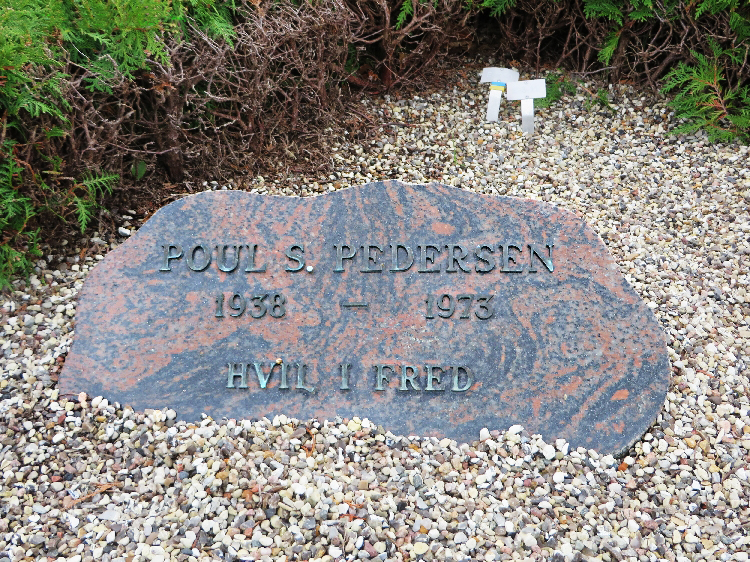 POUL S. PEDERSEN
1938 — 1973
HVIL I FRED